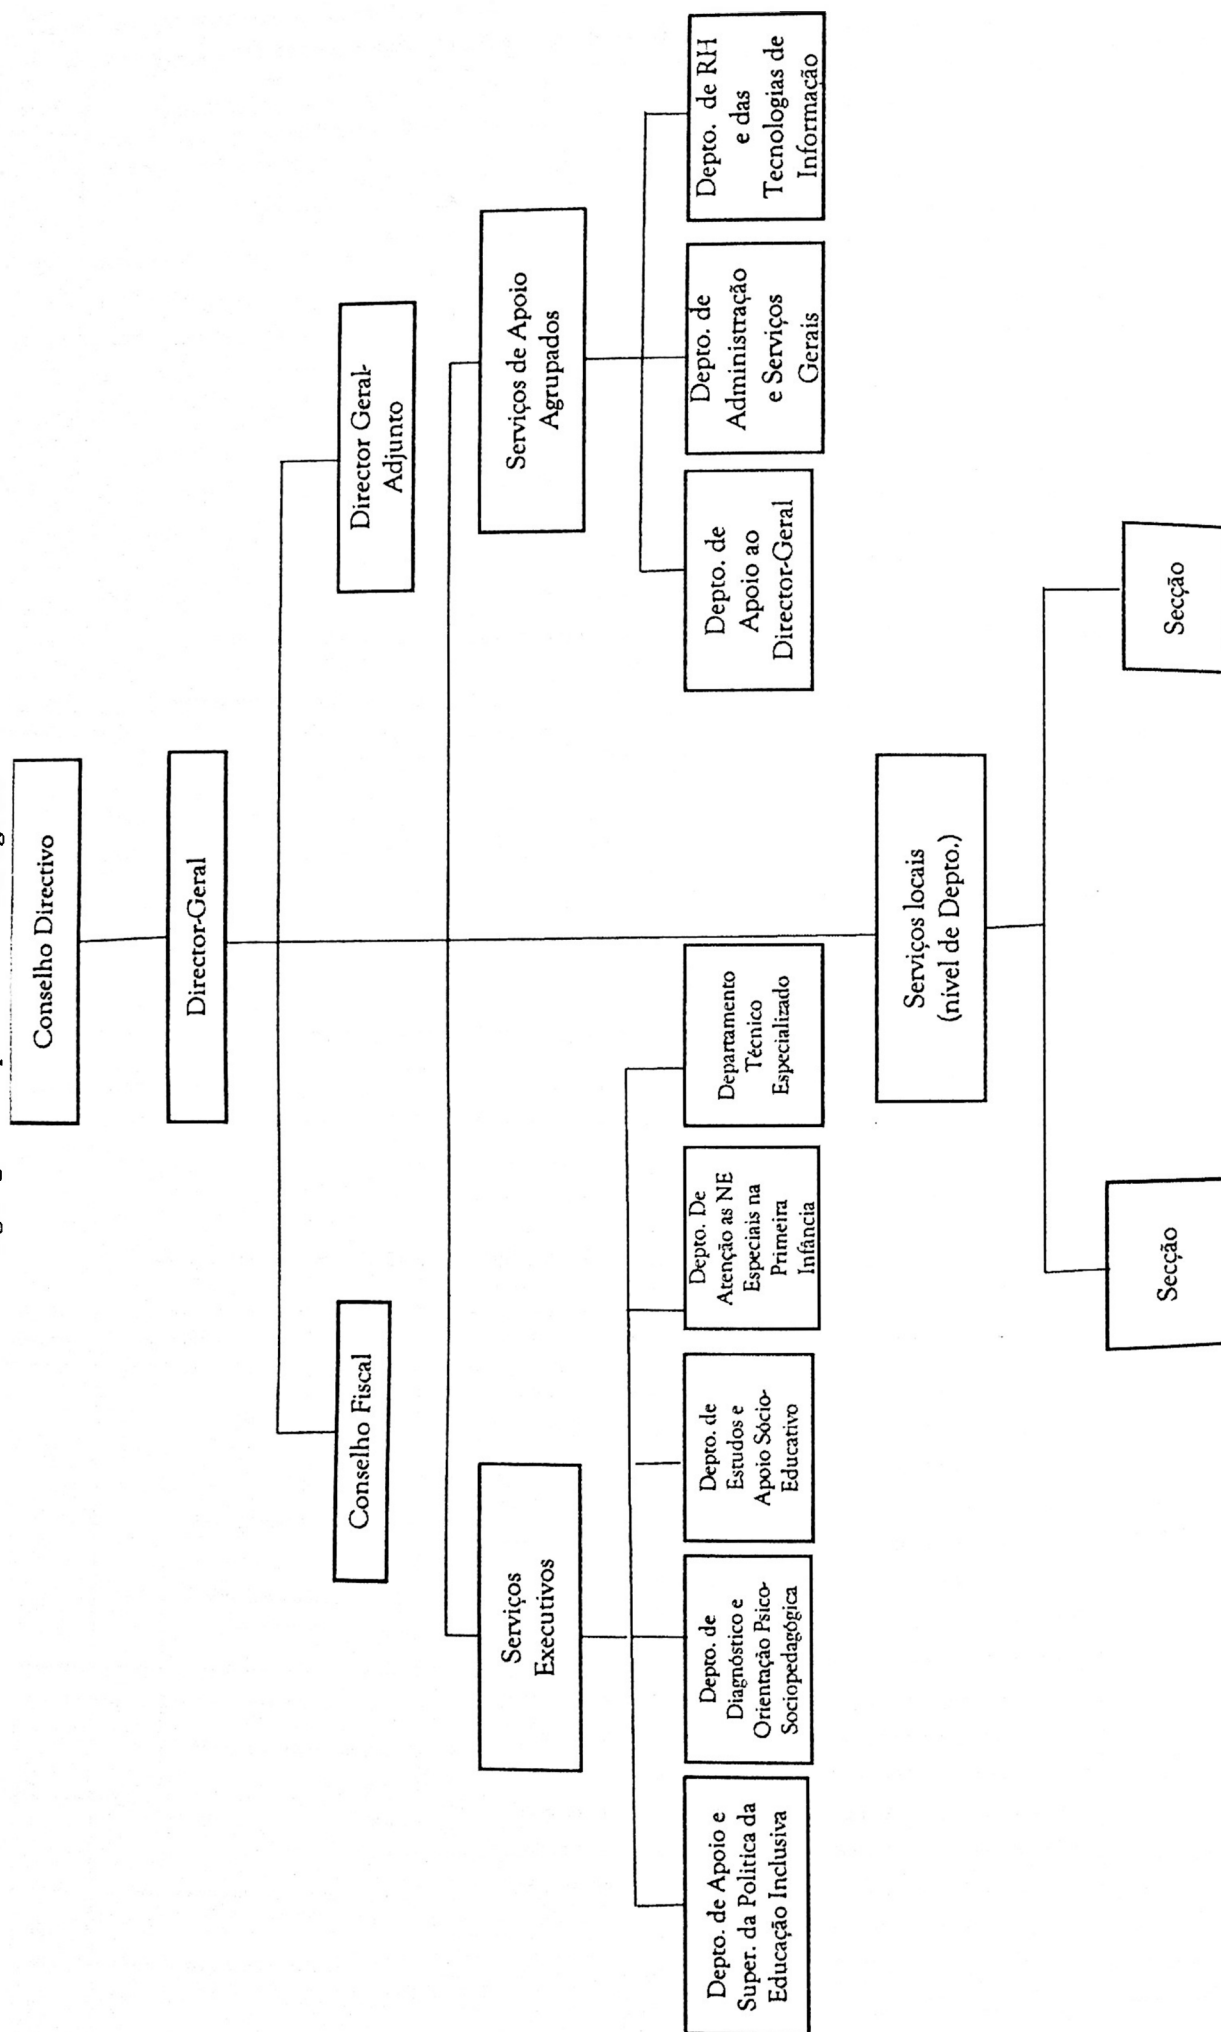 Conselho Directivo
Director-Geral
Conselho Fiscal
Director Geral-
Adjunto
Serviços
Executivos
Serviços de Apoio
Agrupados
Depto. de Apoio e
Super. da Politica da
Educação Inclusiva
Depto. de
Diagnóstico e
Orientação Psico-
Sociopedagógica
Depto. de
Estudos e
Apoio Sócio-
Educativo
Depto. De
Atenção as NE
Especiais na
Primeira
Infância
Departamento
Técnico
Especializado
Depto. de
Apoio ao
Director-Geral
Depto. de
Administração
e Serviços
Gerais
Depto. de RH
e das
Tecnologias de
Informação
Serviços locais
(nível de Depto.)
Secção
Secção